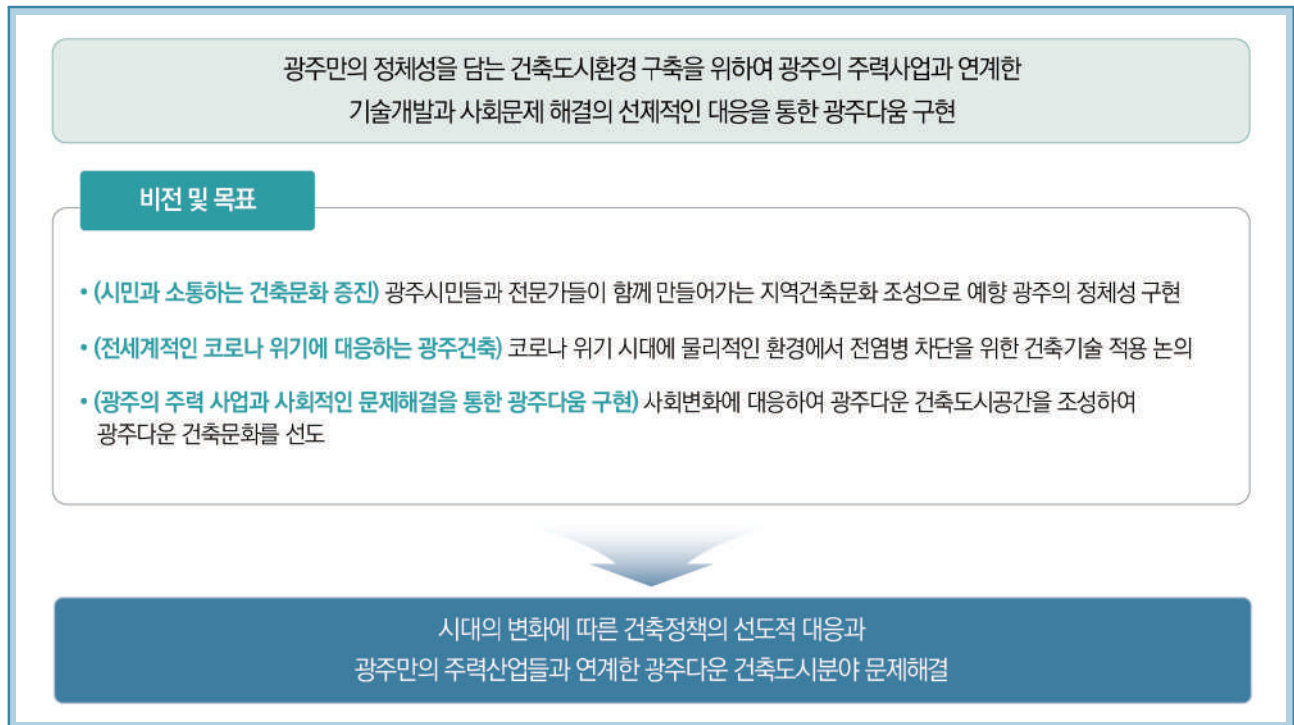 광주만의 정체성을 담는 건축도시환경 구축을 위하여 광주의 주력사업과 연계한
기술개발과 사회문제 해결의 선제적인 대응을 통한 광주다움 구현
비전 및 목표
• (시민과 소통하는 건축문화 증진) 광주시민들과 전문가들이 함께 만들어가는 지역건축문화 조성으로 예향 광주의 정체성 구현
• (전세계적인 코로나 위기에 대응하는 광주건축) 코로나 위기 시대에 물리적인 환경에서 전염병 차단을 위한 건축기술 적용 논의
• (광주의 주력 사업과 사회적인 문제해결을 통한 광주다움 구현) 사회변화에 대응하여 광주다운 건축도시공간을 조성하여
광주다운 건축문화를 선도
시대의 변화에 따른 건축정책의 선도적 대응과
광주만의 주력산업들과 연계한 광주다운 건축도시분야 문제해결